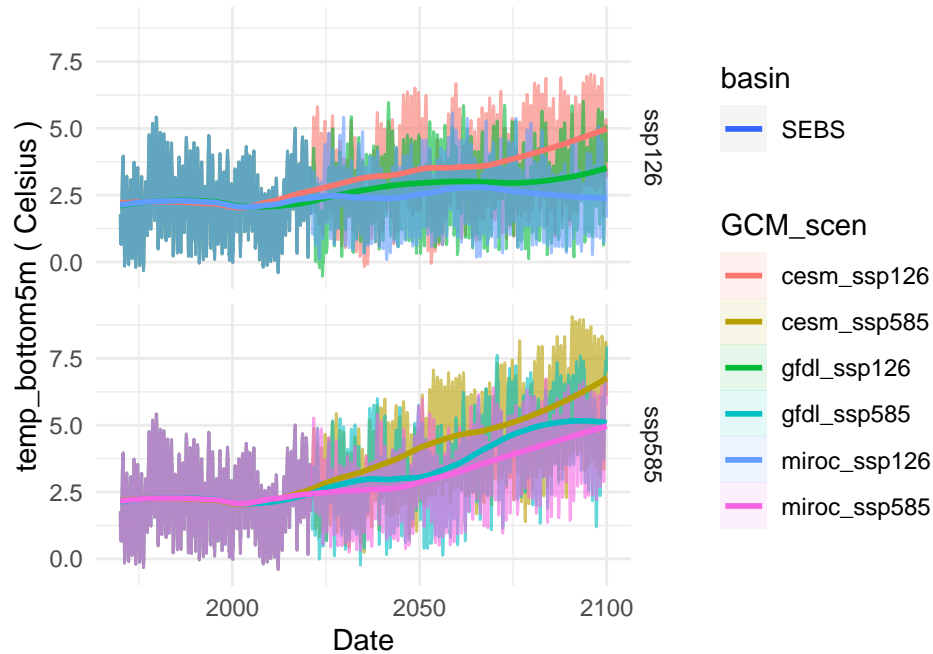 temp_bottom5m ( Celsius )
7.5
5.0
2.5
0.0
ssp126
7.5
5.0
2.5
0.0
ssp585
2000
2050
2100
Date
basin
SEBS
GCM_scen
cesm_ssp126
cesm_ssp585
gfdl_ssp126
gfdl_ssp585
miroc_ssp126
miroc_ssp585